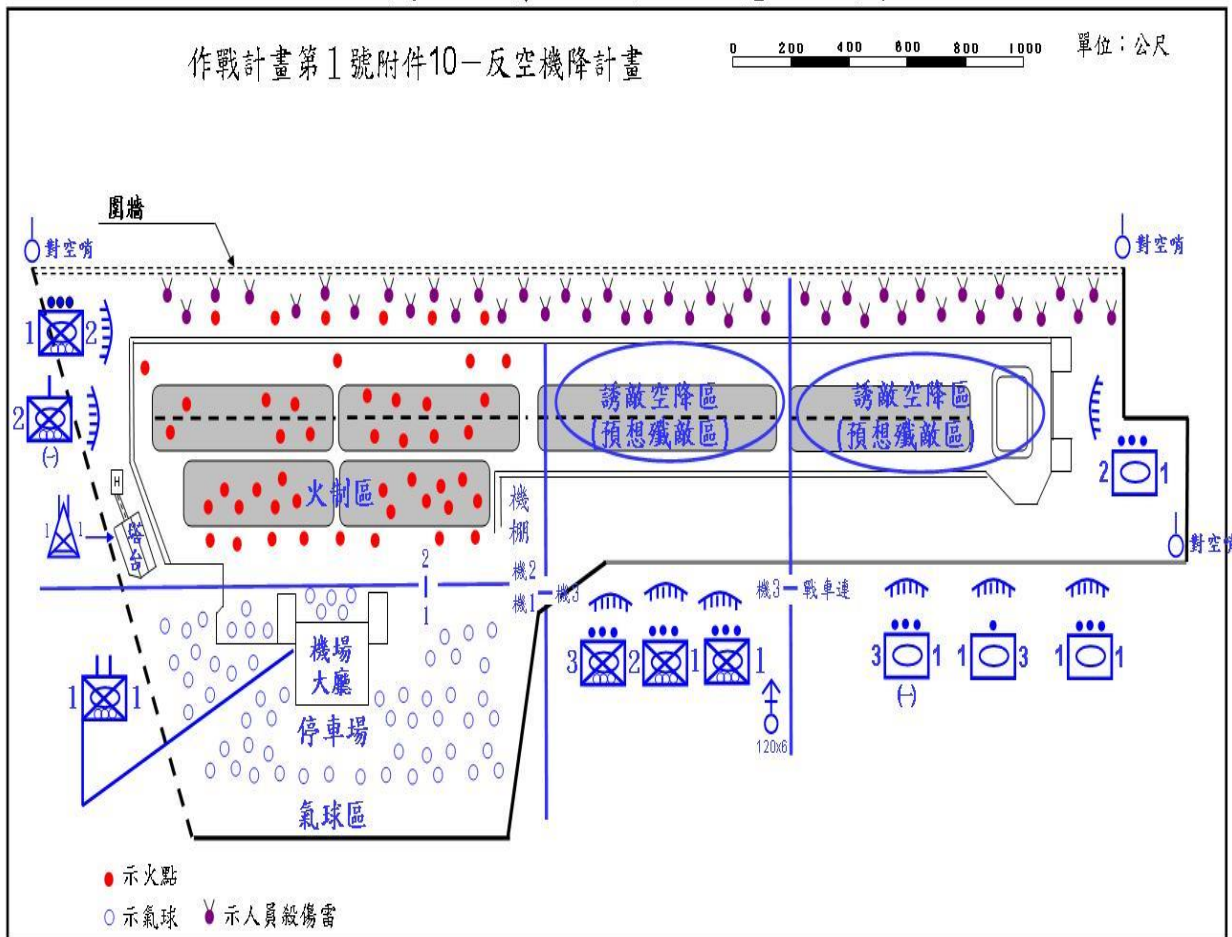 作戰計畫第１號附件10－反空機降計畫
0 200 400 600 800 1000
單位：公尺
圍牆
對空哨
對空哨
1 2
2
(一)
誘敵空降區
(預想殲敵區)
誘敵空降區
(預想殲敵區)
2 1
火制區
機棚
H
塔台
1 1
對空哨
2
1
機2
機1
機3
機3
戰車連
機場
大廳
停車場
氣球區
1 1
3 2 1 1
120x6
3 1
(一)
1 3
1 1
示火點
示氣球
示人員殺傷雷